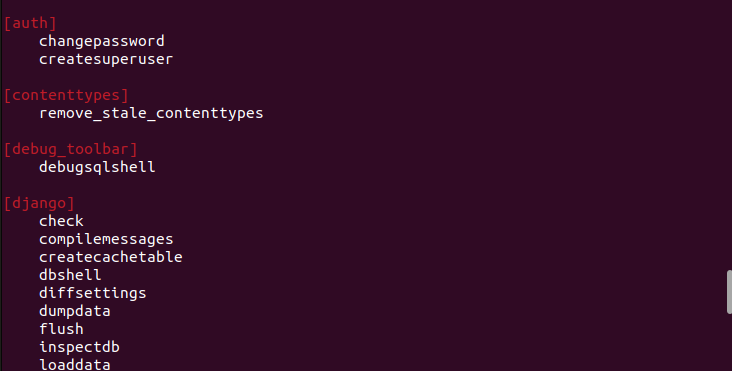 [auth]
changepassword
createsuperuser
[contenttypes]
remove_stale_contenttypes
[debug_toolbar]
debugsqlshell
[django]
check
compilemessages
createcachetable
dbshell
diffsettings
dumpdata
flush
inspectdb
loaddata